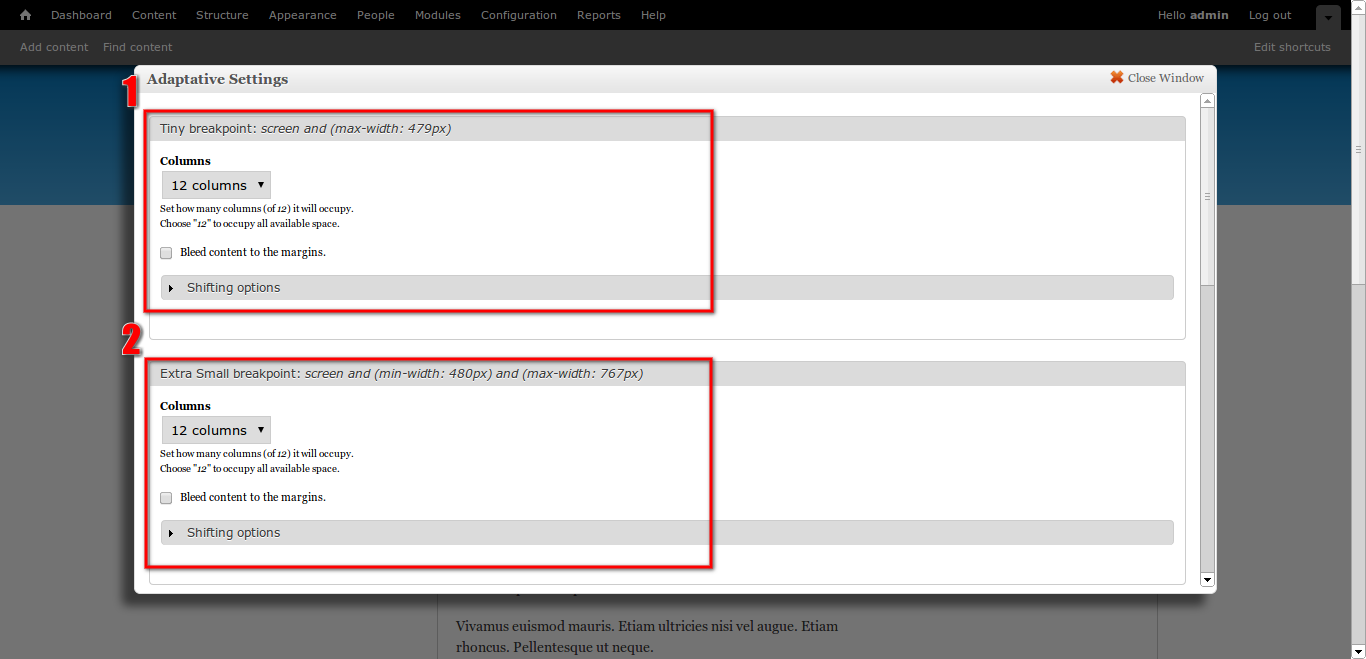 Dashboard Content Structure Appearance People Modules Configuration Reports Help Hello admin Log out
Add content Find content Edit shortcuts
Adaptative Settings Close Window
1
Tiny breakpoint: screen and (max-width: 479px)
Columns
12 columns
Set how many columns (of 12) it will occupy.
Choose "12" to occupy all available space.
Bleed content to the margins.
Shifting options
2
Extra Small breakpoint: screen and (min-width: 480px) and (max-width: 767px)
Columns
12 columns
Set how many columns (of 12) it will occupy.
Choose "12" to occupy all available space.
Bleed content to the margins.
Shifting options
Vivamus euismod mauris. Etiam ultricies nisi vel augue. Etiam
rhoncus. Pellentesque ut neque.